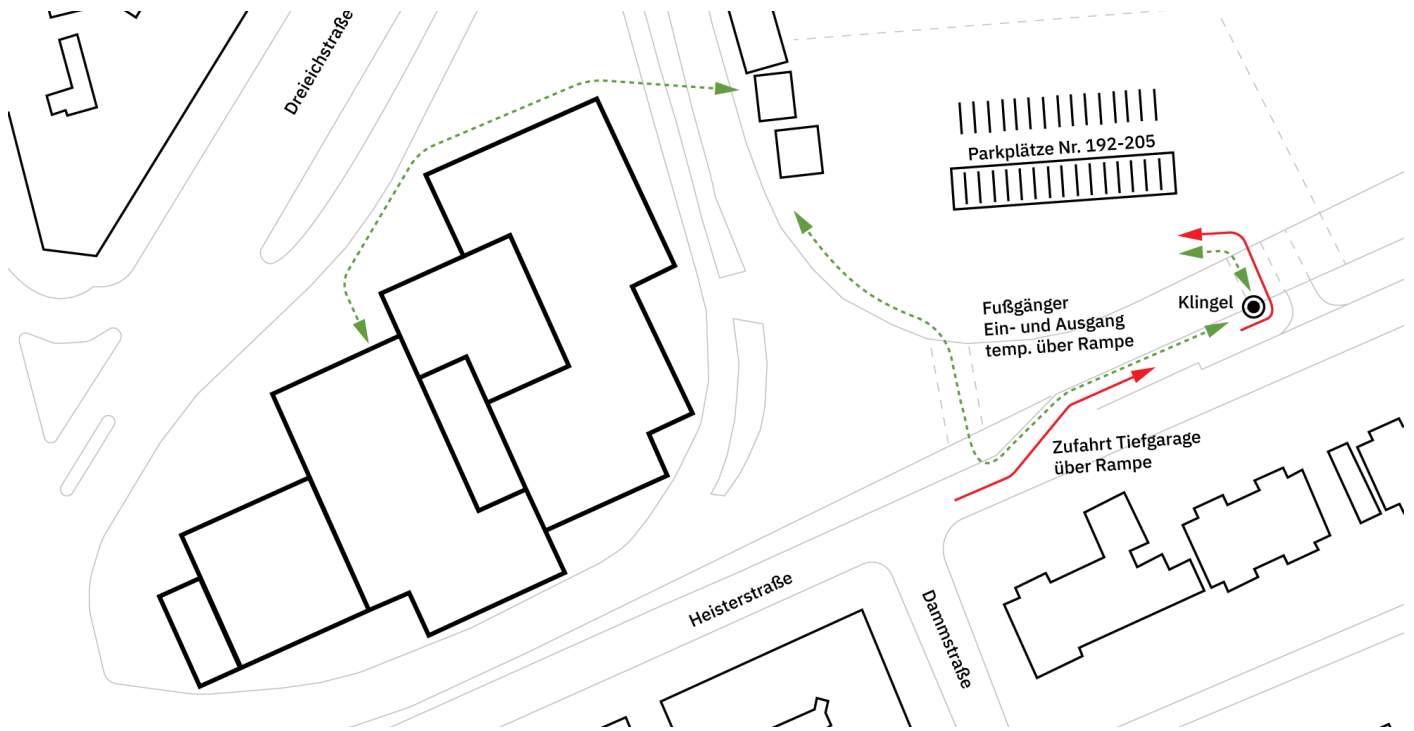 Dreieichstraße
Parkplätze Nr. 192-205
Klingel
Fußgänger
Ein- und Ausgang
temp. über Rampe
Zufahrt Tiefgarage
über Rampe
Heisterstraße
Dammstraße